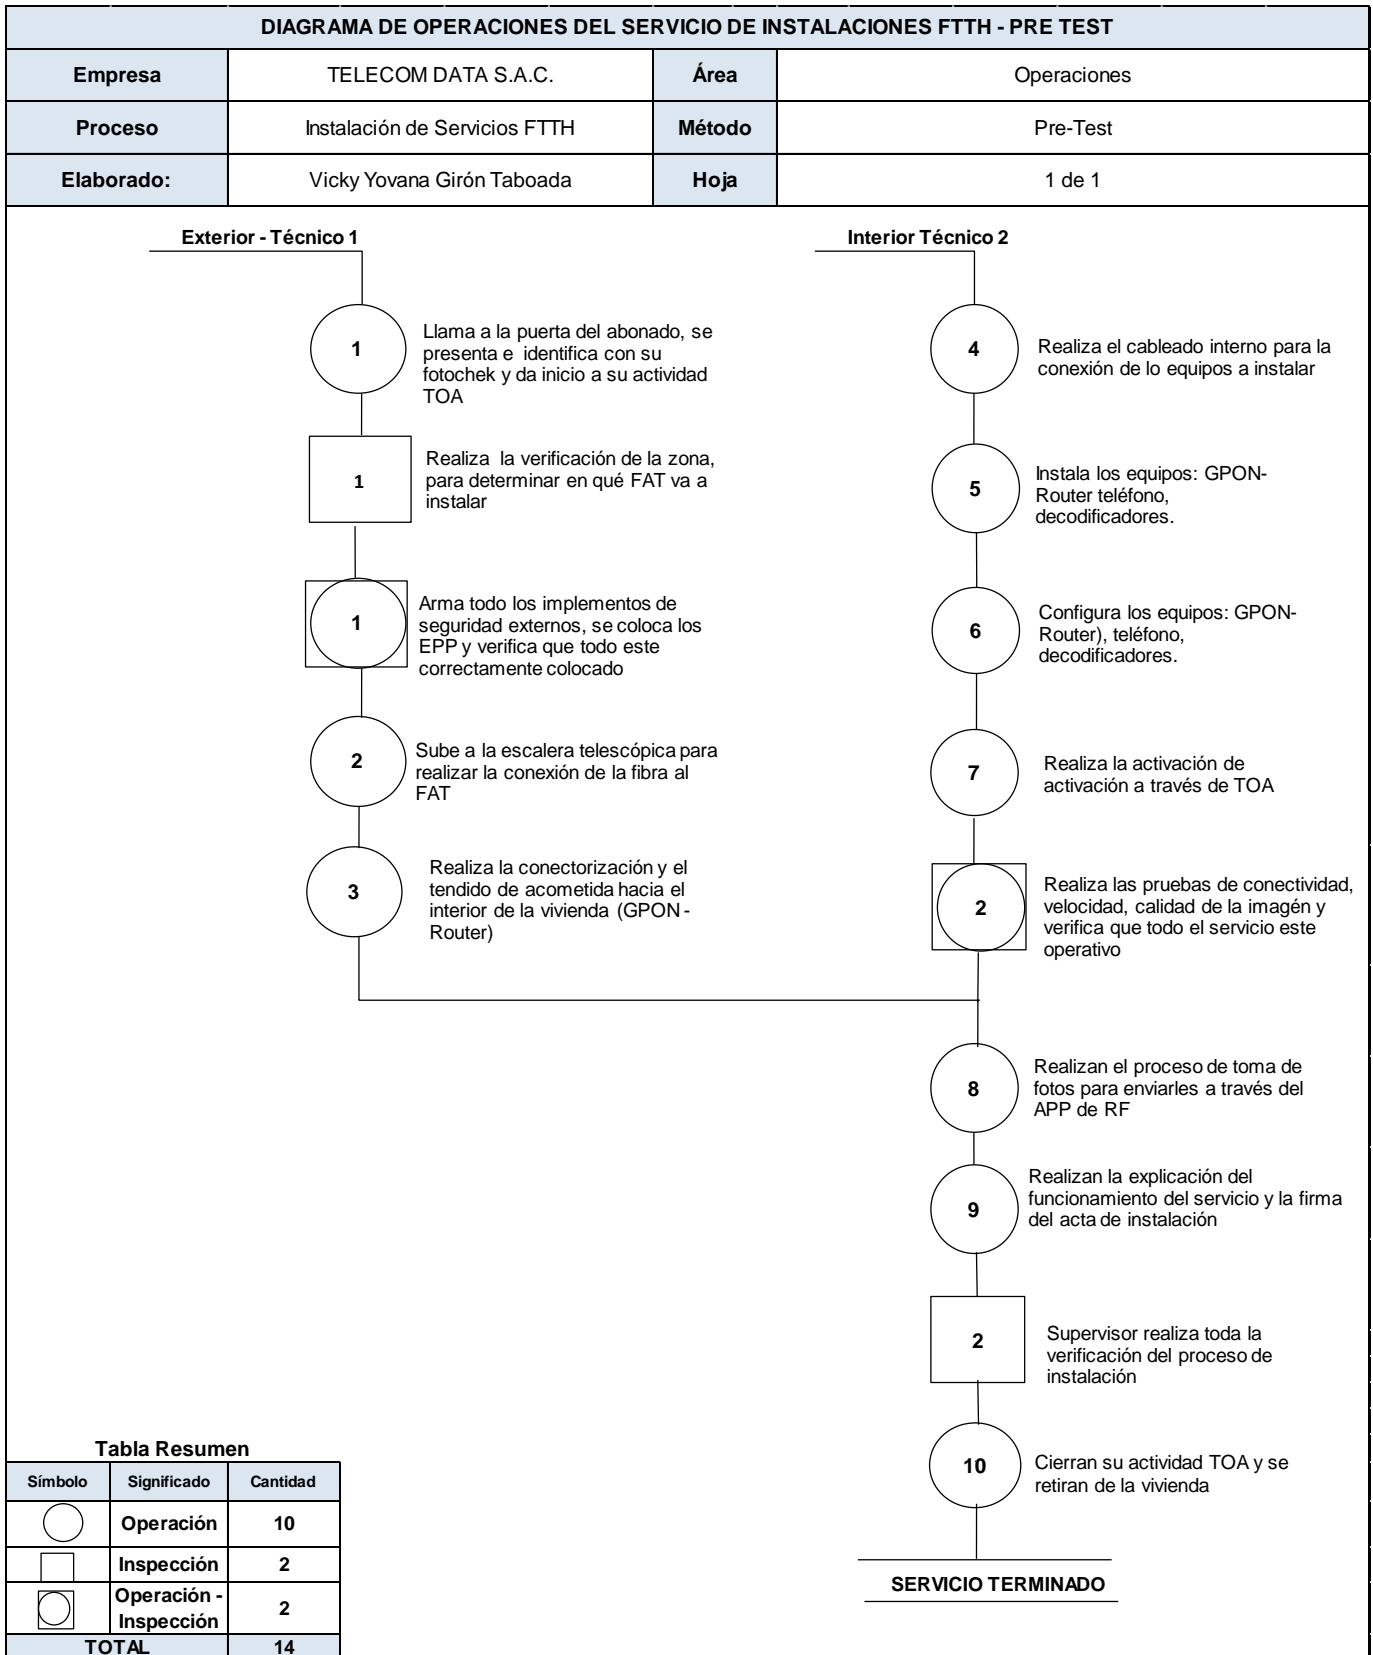 DIAGRAMA DE OPERACIONES DEL SERVICIO DE INSTALACIONES FTTH - PRE TEST
Empresa
TELECOM DATA S.A.C.
Área
Operaciones
Proceso
Instalación de Servicios FTTH
Método
Pre-Test
Elaborado:
Vicky Yovana Girón Taboada
Hoja
1 de 1
Exterior - Técnico 1
1
Llama a la puerta del abonado, se
presenta e identifica con su
fotochek y da inicio a su actividad
TOA
1
Realiza la verificación de la zona,
para determinar en qué FAT va a
instalar
1
Arma todo los implementos de
seguridad externos, se coloca los
EPP y verifica que todo este
correctamente colocado
2
Sube a la escalera telescópica para
realizar la conexión de la fibra al
FAT
3
Realiza la conectorización y el
tendido de acometida hacia el
interior de la vivienda (GPON -
Router)
Interior Técnico 2
4
Realiza el cableado interno para la
conexión de lo equipos a instalar
5
Instala los equipos: GPON-
Router teléfono,
decodificadores.
6
Configura los equipos: GPON-
Router), teléfono,
decodificadores.
7
Realiza la activación de
activación a través de TOA
2
Realiza las pruebas de conectividad,
velocidad, calidad de la imagén y
verifica que todo el servicio este
operativo
8
Realizan el proceso de toma de
fotos para enviarles a través del
APP de RF
9
Realizan la explicación del
funcionamiento del servicio y la firma
del acta de instalación
2
Supervisor realiza toda la
verificación del proceso de
instalación
10
Cierran su actividad TOA y se
retiran de la vivienda
SERVICIO TERMINADO
Tabla Resumen
Símbolo
Significado
Cantidad
Operación
10
Inspección
2
Operación -
Inspección
2
TOTAL
14